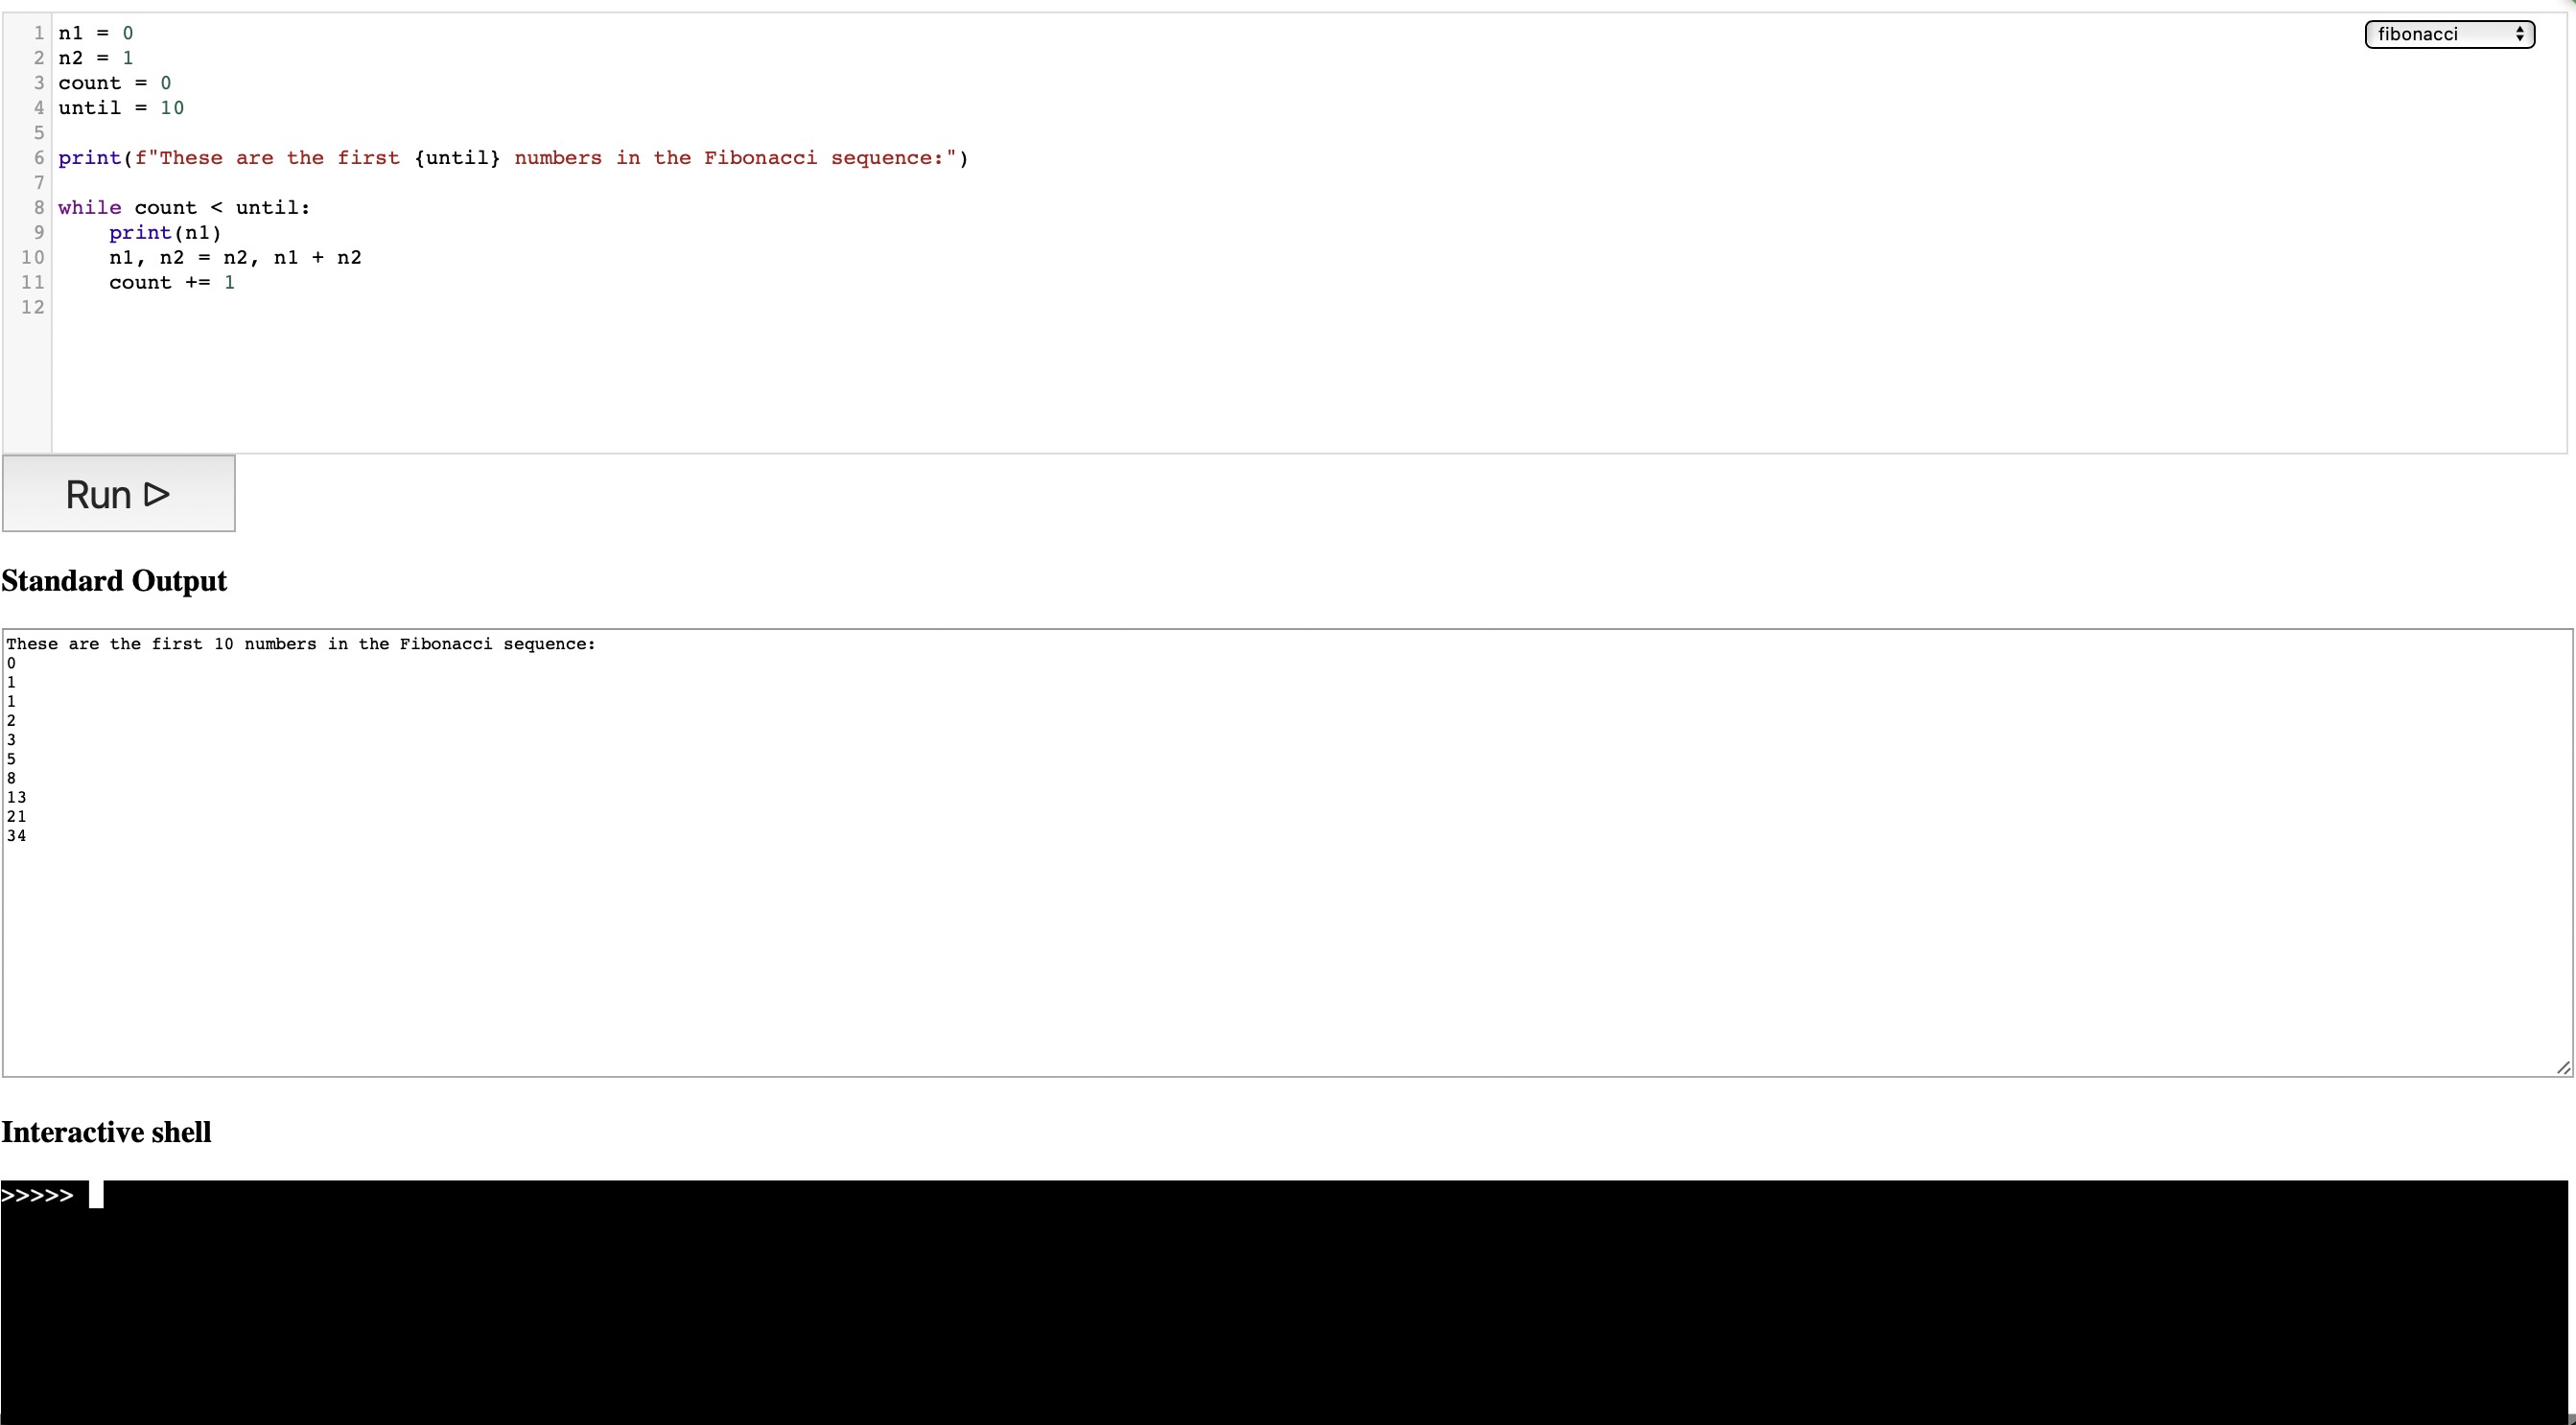 1 n1 = 0
fibonacci
2 n2 = 1
3 count = 0
4 until = 10
5
6 print(f"These are the first {until} numbers in the Fibonacci sequence:")
7
8 while count < until:
9     print(n1)
10     n1, n2 = n2, n1 + n2
11     count += 1
12
Run ▷
Standard Output
These are the first 10 numbers in the Fibonacci sequence:
0
1
1
2
3
5
8
13
21
34
Interactive shell
>>>>>